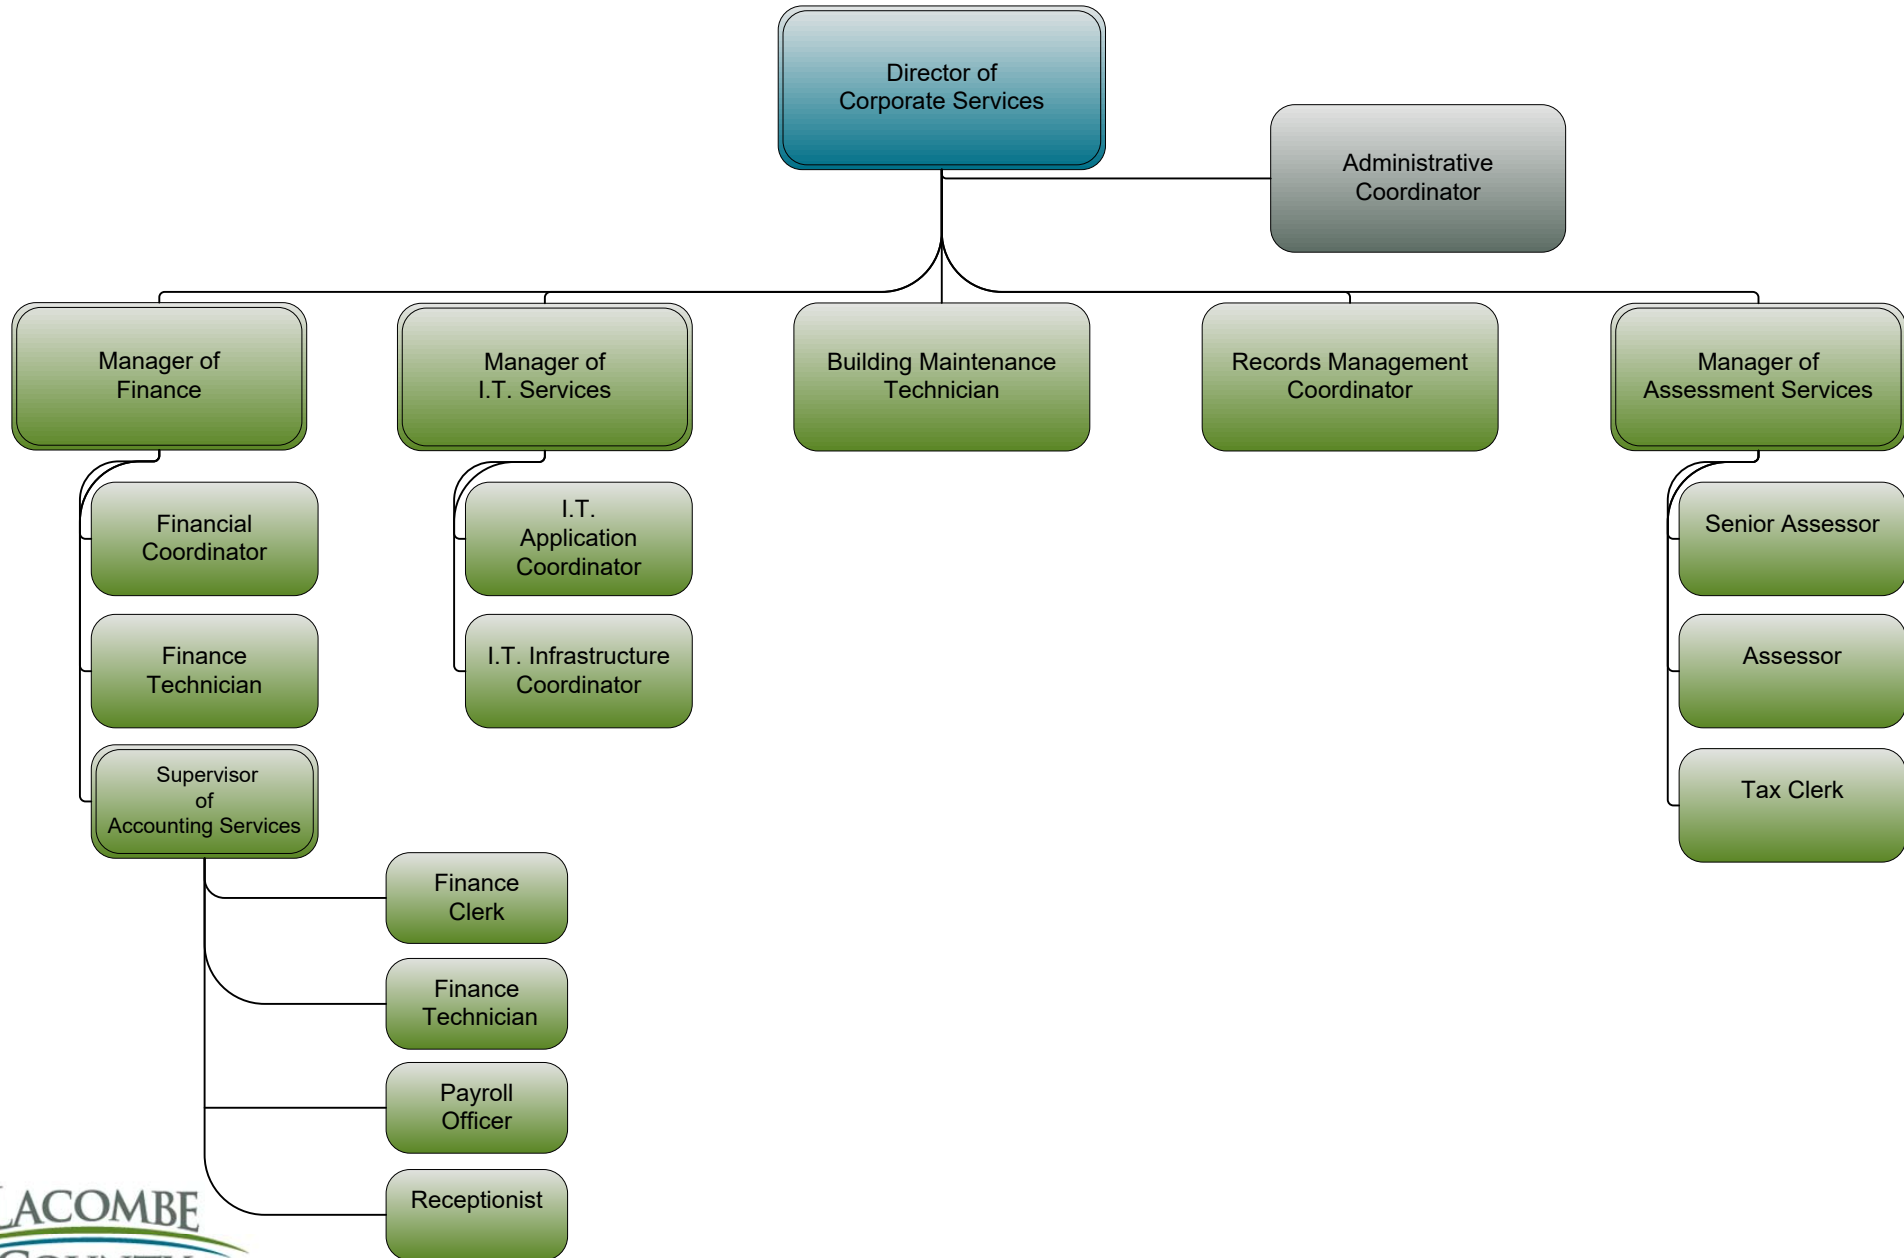 Director of
Corporate Services
Administrative
Coordinator
Manager of
Finance
Manager of
I.T. Services
Building Maintenance
Technician
Records Management
Coordinator
Manager of
Assessment Services
Financial
Coordinator
I.T.
Application
Coordinator
Senior Assessor
Finance
Technician
I.T. Infrastructure
Coordinator
Assessor
Supervisor
of
Accounting Services
Tax Clerk
Finance
Clerk
Finance
Technician
Payroll
Officer
Receptionist
LACOMBE
COUNTY